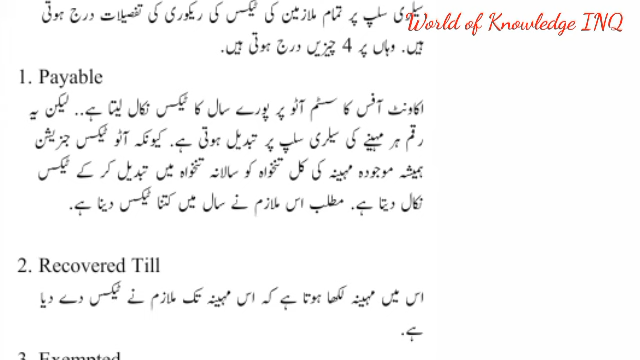 سیلری سلپ پر تمام ملازمین کی ٹیکس کی ریکوری کی تفصیلات درج ہوتی
World of Knowledge INQ
ہیں. وہاں پر 4 چیزیں درج ہوتی ہیں.
1. Payable
اکاونٹ آفس کا سسٹم آٹو پر پورے سال کا ٹیکس نکال لیتا ہے.. لیکن یہ
رقم ہر مہینے کی سیلری سلپ پر تبدیل ہوتی ہے. کیونکہ آٹو ٹیکس جنریشن
ہمیشہ موجودہ مہینہ کی کل تنخواہ کو سالانہ تنخواہ میں تبدیل کر کے ٹیکس
نکال دیتا ہے. مطلب اس ملازم نے سال میں کتنا ٹیکس دینا ہے.
2. Recovered Till
اس میں مہینہ لکھا ہوتا ہے کہ اس مہینہ تک ملازم نے ٹیکس دے دیا
ہے.
3. Exempted